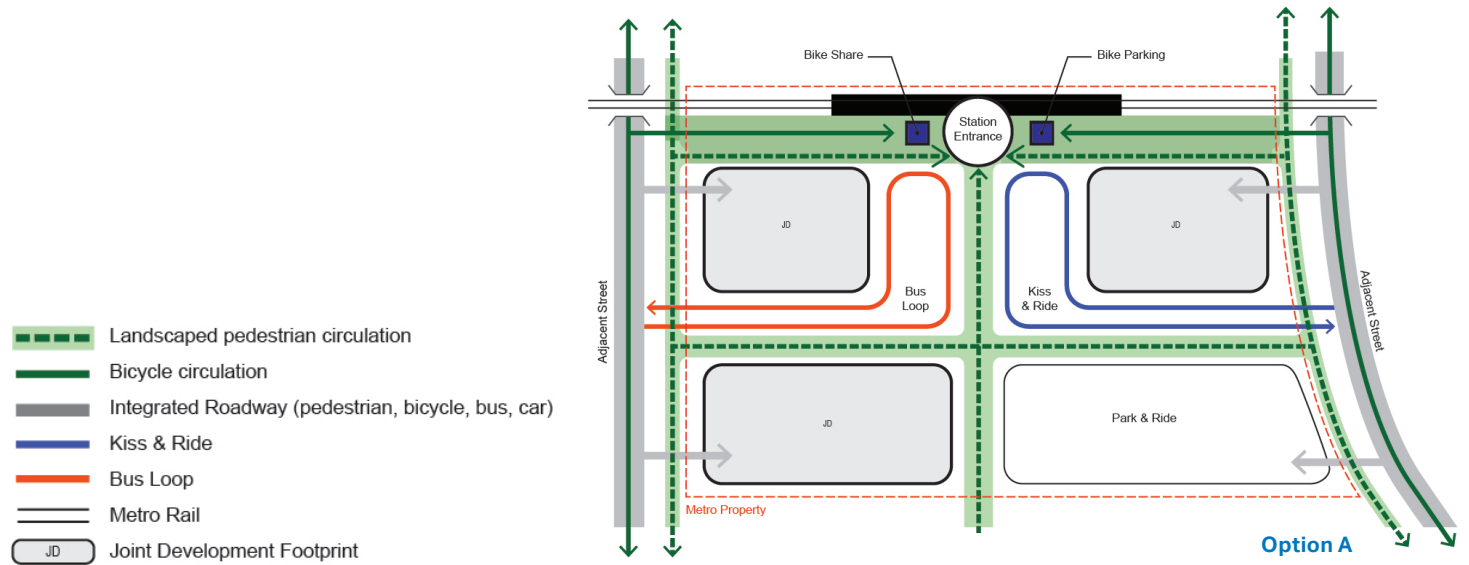 Bike Share
Bike Parking
Station
Entrance
JD
JD
Bus
Loop
Kiss
& Ride
Adjacent Street
Adjacent Street
JD
Park & Ride
Metro Property
Option A
Landscaped pedestrian circulation
Bicycle circulation
Integrated Roadway (pedestrian, bicycle, bus, car)
Kiss & Ride
Bus Loop
Metro Rail
JD
Joint Development Footprint